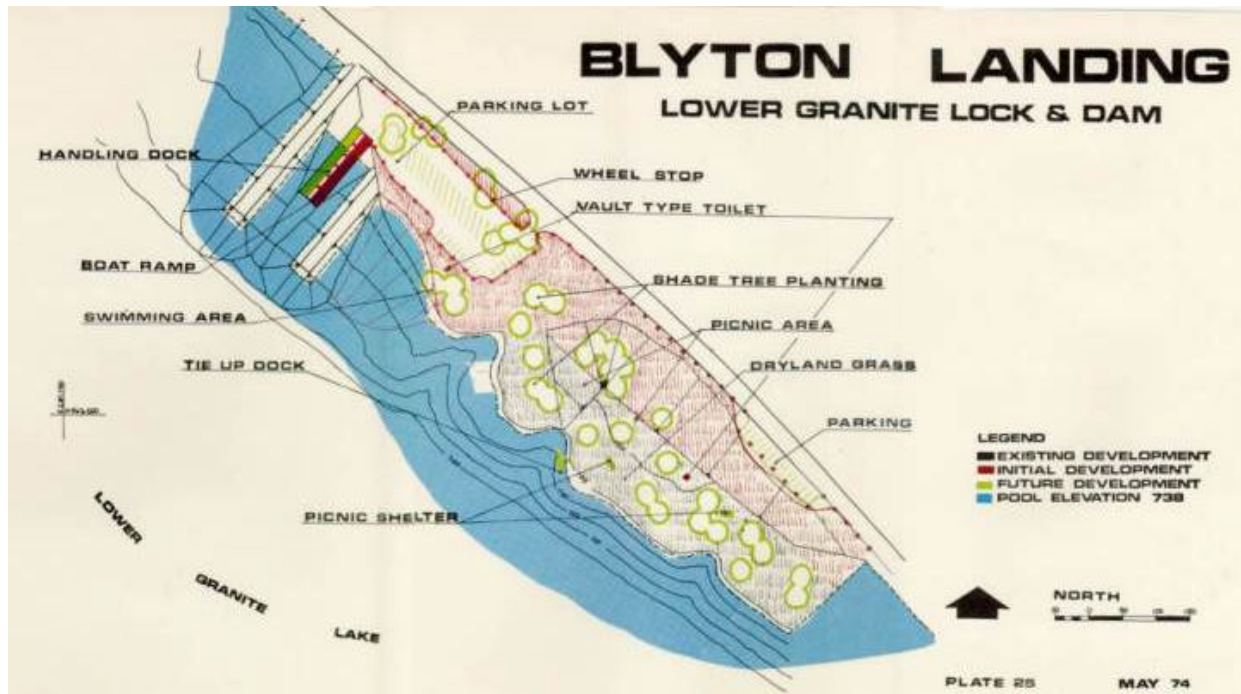 BLYTON LANDING
LOWER GRANITE LOCK & DAM
PARKING LOT
HANDLING DOCK
WHEEL STOP
VAULT TYPE TOILET
BOAT RAMP
SHADE TREE PLANTING
SWIMMING AREA
PICNIC AREA
TIE UP DOCK
DRYLAND GRASS
PARKING
LEGEND
EXISTING DEVELOPMENT
INITIAL DEVELOPMENT
FUTURE DEVELOPMENT
POOL ELEVATION 738
PICNIC SHELTER
LOWER
GRANITE
LAKE
NORTH
PLATE 25
MAY 74